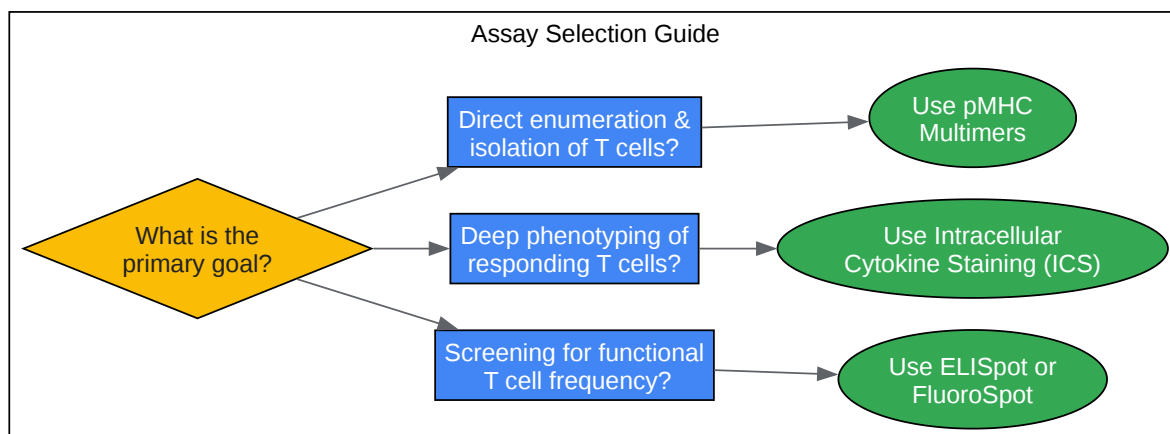 Assay Selection Guide
What is the
primary goal?
Direct enumeration &
isolation of T cells?
Use pMHC
Multimers
Deep phenotyping of
responding T cells?
Use Intracellular
Cytokine Staining (ICS)
Screening for functional
T cell frequency?
Use ELISpot or
FluoroSpot